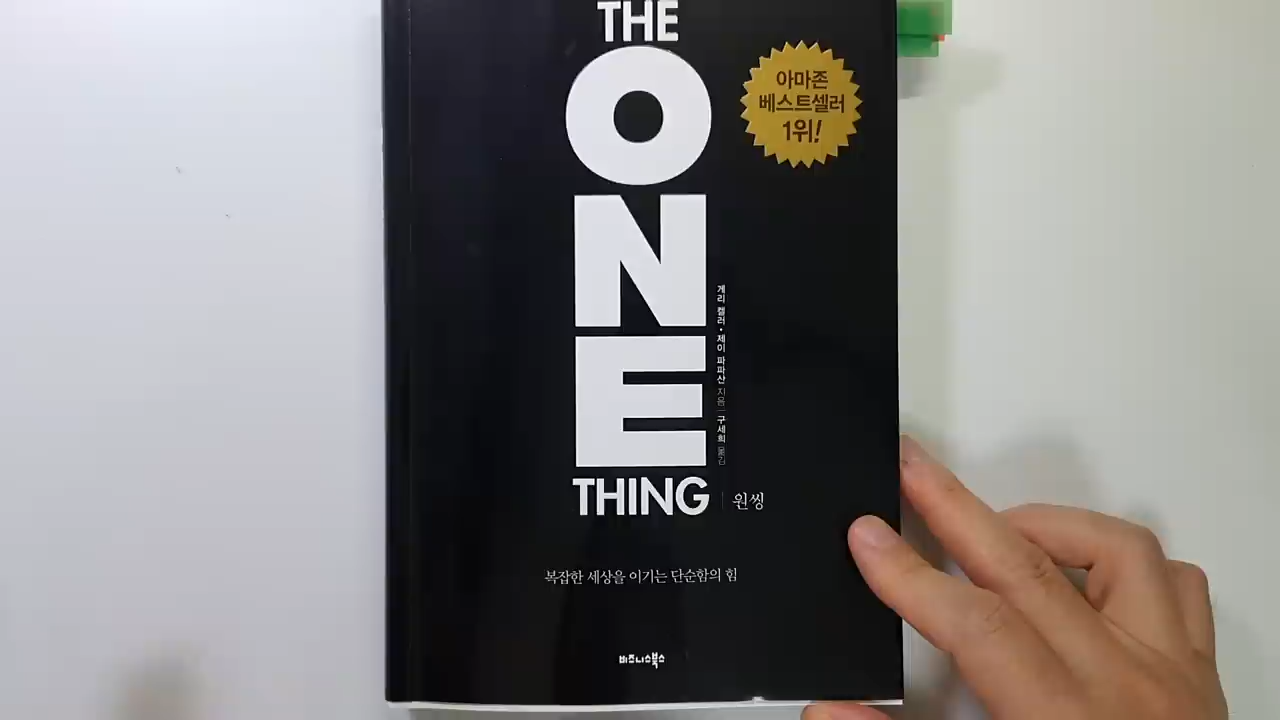 THE
ONE
THING
원씽
아마존
베스트셀러
1위!
게리 켈러·제이 파파산 지음 | 구세희 옮김
복잡한 세상을 이기는 단순함의 힘
비즈니스북스